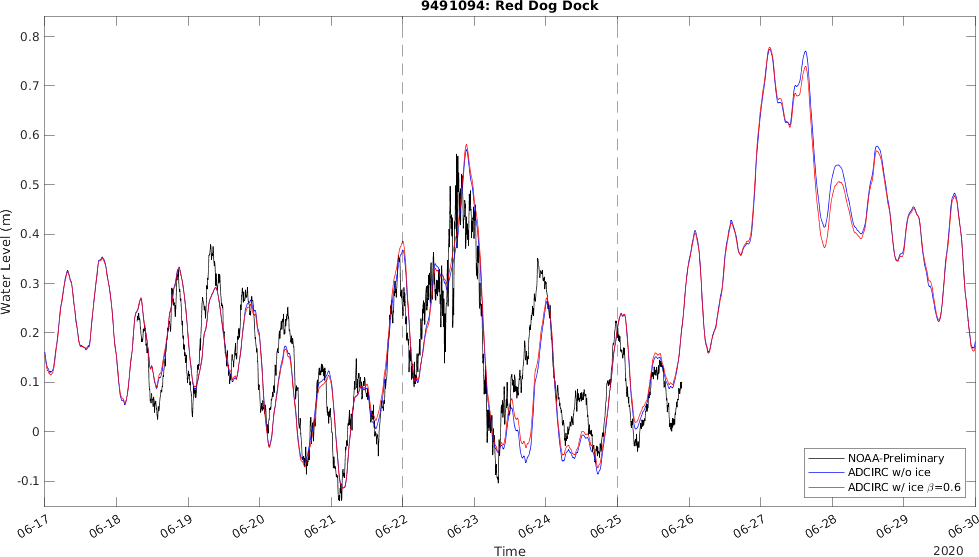 9491094: Red Dog Dock
Water Level (m)
0.8
0.7
0.6
0.5
0.4
0.3
0.2
0.1
0
-0.1
NOAA-Preliminary
ADCIRC w/o ice
ADCIRC w/ ice β=0.6
06-17 06-18 06-19 06-20 06-21 06-22 06-23 06-24 06-25 06-26 06-27 06-28 06-29 06-30
Time
2020